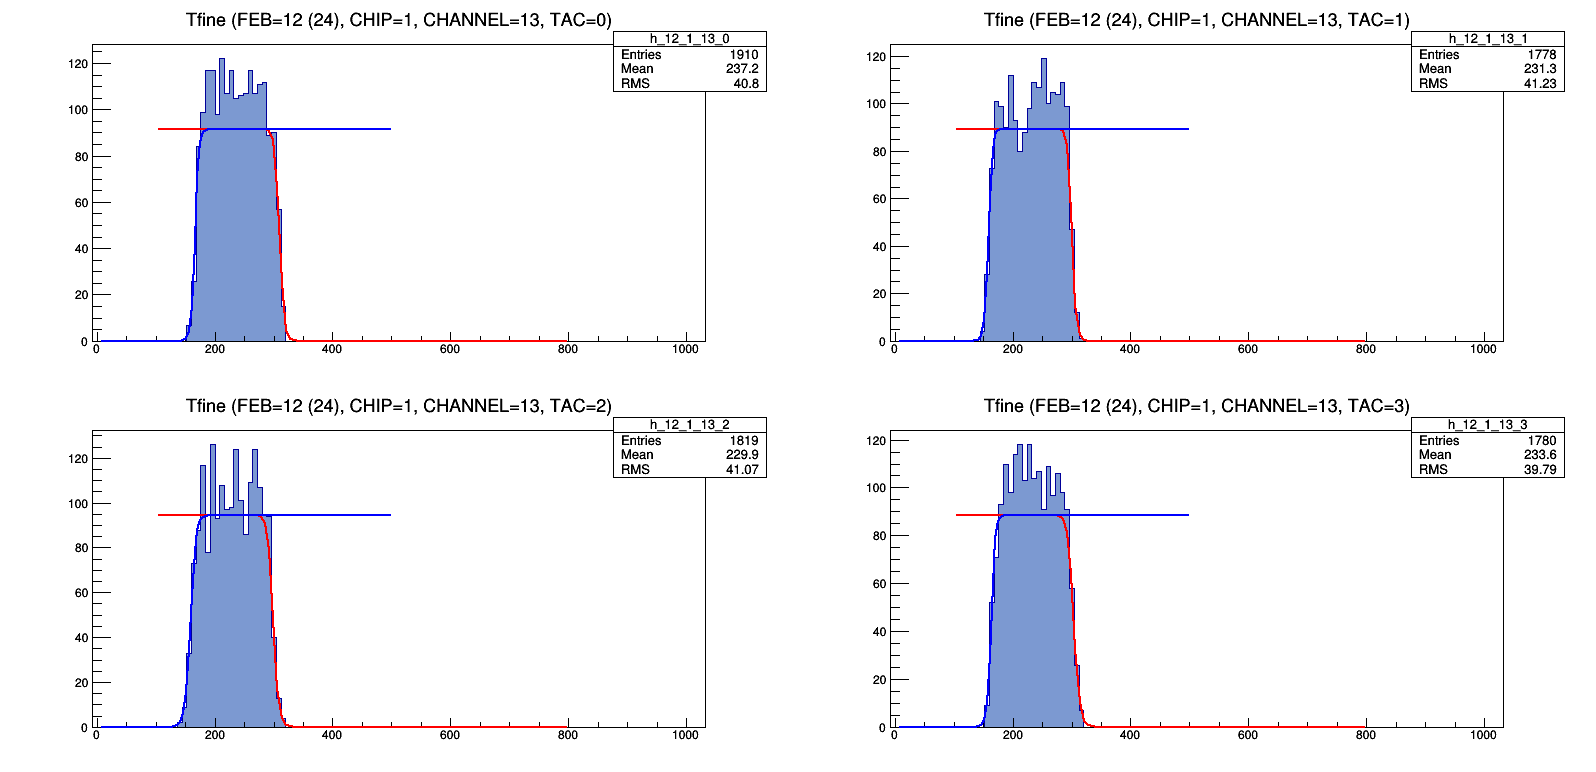 Tfine (FEB=12 (24), CHIP=1, CHANNEL=13, TAC=0)
h_12_1_13_0
Entries 1910
Mean 237.2
RMS 40.8
120
100
80
60
40
20
0
0 200 400 600 800 1000
Tfine (FEB=12 (24), CHIP=1, CHANNEL=13, TAC=1)
h_12_1_13_1
Entries 1778
Mean 231.3
RMS 41.23
120
100
80
60
40
20
0
0 200 400 600 800 1000
Tfine (FEB=12 (24), CHIP=1, CHANNEL=13, TAC=2)
h_12_1_13_2
Entries 1819
Mean 229.9
RMS 41.07
120
100
80
60
40
20
0
0 200 400 600 800 1000
Tfine (FEB=12 (24), CHIP=1, CHANNEL=13, TAC=3)
h_12_1_13_3
Entries 1780
Mean 233.6
RMS 39.79
120
100
80
60
40
20
0
0 200 400 600 800 1000